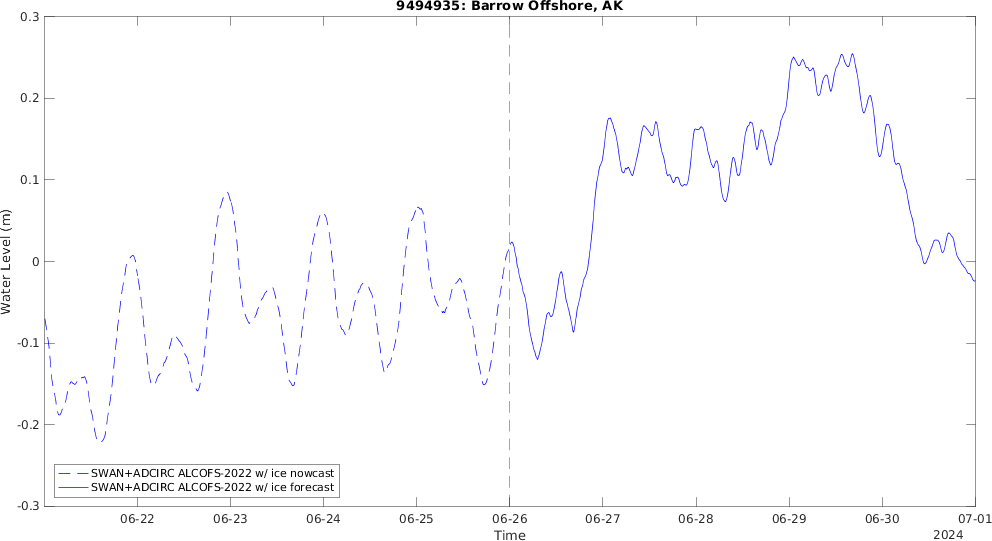 9494935: Barrow Offshore, AK
0.3
0.2
0.1
0
-0.1
-0.2
-0.3
Water Level (m)
SWAN+ADCIRC ALCOFS-2022 w/ ice nowcast
SWAN+ADCIRC ALCOFS-2022 w/ ice forecast
06-22 06-23 06-24 06-25 06-26 06-27 06-28 06-29 06-30 07-01
Time
2024